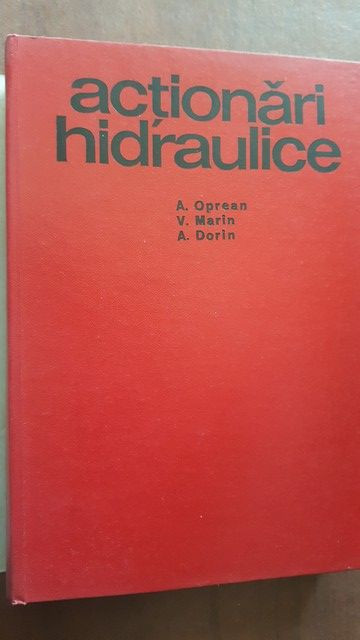 acționări
hidraulice
A. Oprean
V. Marin
A. Dorin